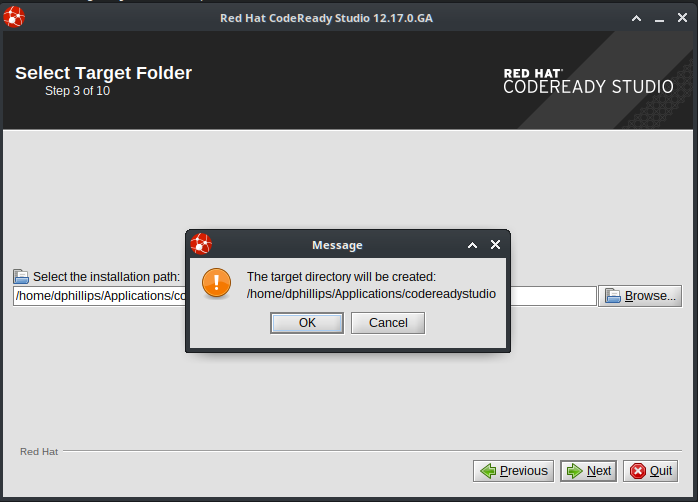 Red Hat CodeReady Studio 12.17.0.GA
Select Target Folder
Step 3 of 10
RED HAT
CODEREADY STUDIO
Message
The target directory will be created:
/home/dphillips/Applications/codereadystudio
OK
Cancel
Select the installation path:
/home/dphillips/Applications/co
Browse...
Red Hat
Previous
Next
Quit